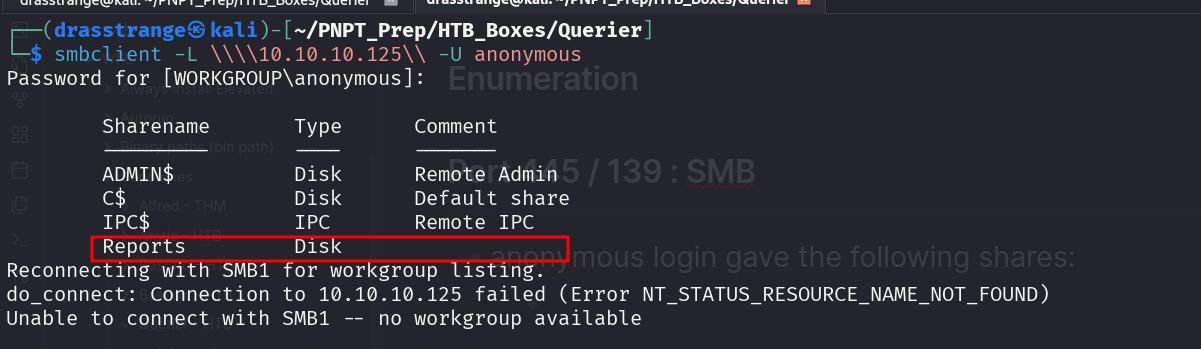 drasstrange@kali: ~/PNPT_Prep/HTB_Boxes/Querier drasstrange@kali: ~/PNPT_Prep/HTB_Boxes/Querier
(drasstrange㉿kali)-[~/PNPT_Prep/HTB_Boxes/Querier]
$ smbclient -L \\\\10.10.10.125\\ -U anonymous
Enumeration
Password for [WORKGROUP\anonymous]:
Always Install Elevated
Autorun
Sharename Type Comment
Binary paths (bin path)
Port 445 / 139 : SMB
ADMIN$ Disk Remote Admin
C$ Disk Default share
Alfred - THM
IPC$ IPC Remote IPC
Reports Disk
anonymous login gave the following shares:
Reconnecting with SMB1 for workgroup listing.
do_connect: Connection to 10.10.10.125 failed (Error NT_STATUS_RESOURCE_NAME_NOT_FOUND)
Unable to connect with SMB1 -- no workgroup available